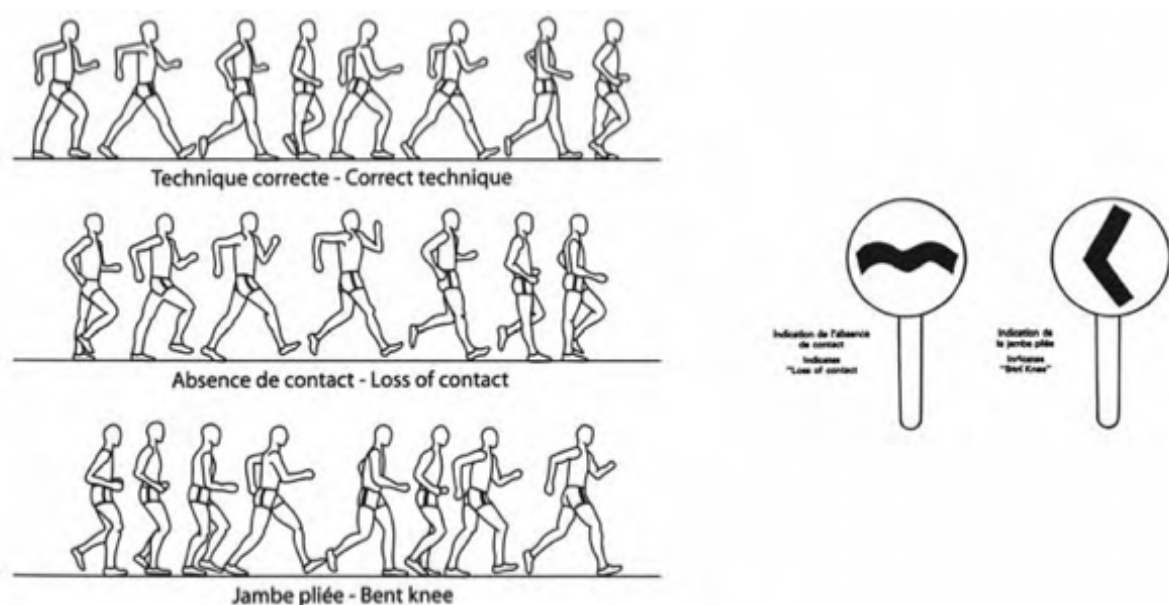 Technique correcte - Correct technique
Absence de contact - Loss of contact
Jambe pliée - Bent knee
Indication de l'absence
de contact
Indicates
"Loss of contact
Indication de
la jambe pliée
Indicates
"Bent Knee"